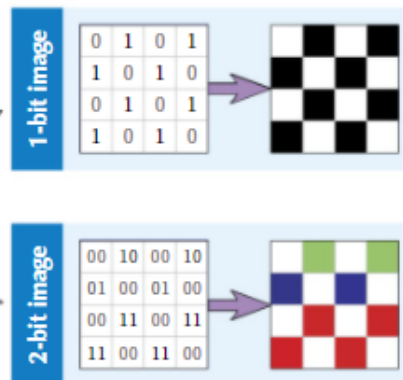 1-bit image
0 1 0 1
1 0 1 0
0 1 0 1
1 0 1 0
2-bit image
00 10 00 10
01 00 01 00
00 11 00 11
11 00 11 00